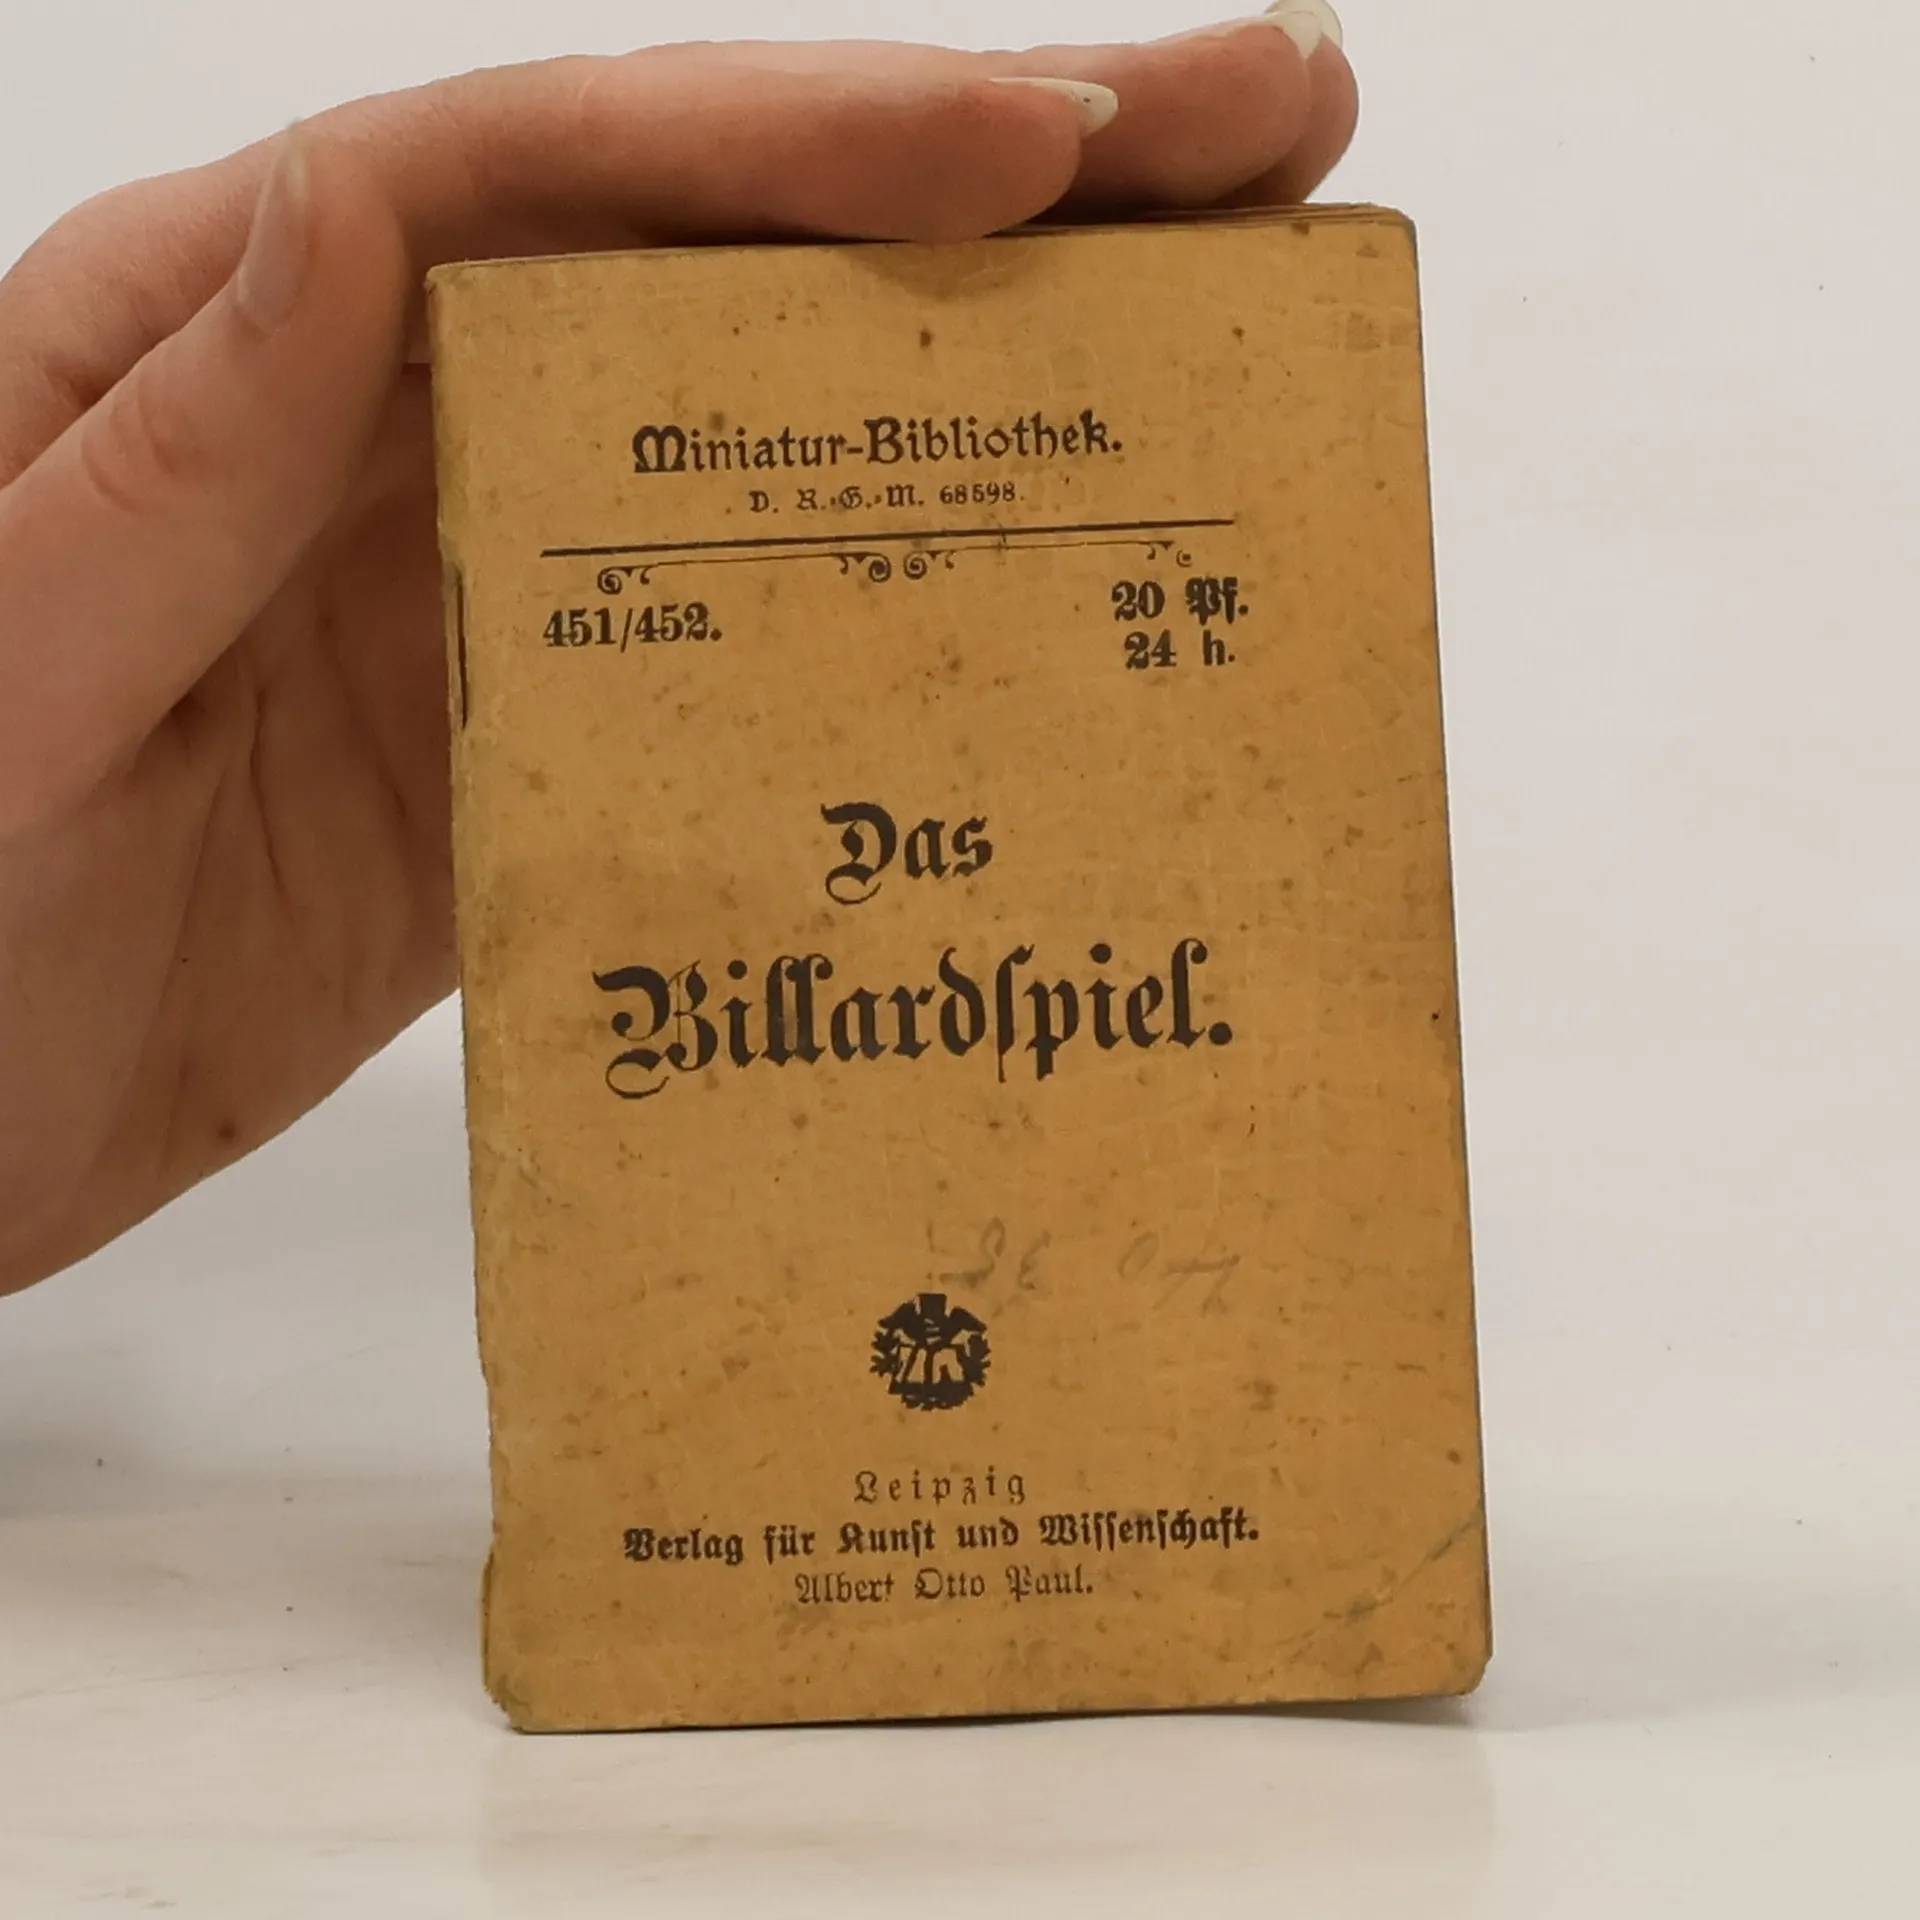 Miniatur-Bibliothek.
D. R.-G.-M. 68598.
451/452.
20 Pf.
24 h.
Das
Billardſpiel.
Leipzig
Verlag für Kunſt und Wiſſenſchaft.
Albert Otto Paul.